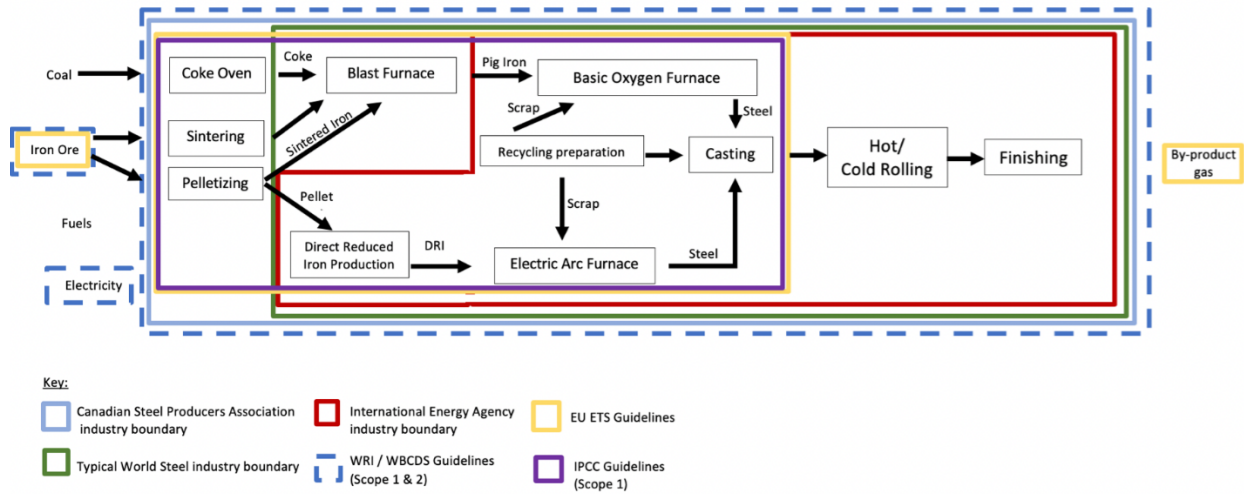 Coal
Coke Oven
Coke
Blast Furnace
Pig Iron
Basic Oxygen Furnace
Iron Ore
Sintering
Sintered Iron
Scrap
Steel
Recycling preparation
Casting
Hot/
Cold Rolling
Finishing
By-product
gas
Pelletizing
Pellet
Scrap
Fuels
Direct Reduced
Iron Production
DRI
Electric Arc Furnace
Steel
Electricity
Key:
Canadian Steel Producers Association
industry boundary
International Energy Agency
industry boundary
EU ETS Guidelines
Typical World Steel industry boundary
WRI / WBCDS Guidelines
(Scope 1 & 2)
IPCC Guidelines
(Scope 1)